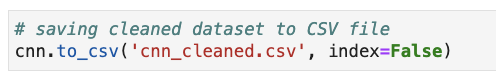 # saving cleaned dataset to CSV file
cnn.to_csv('cnn_cleaned.csv', index=False)